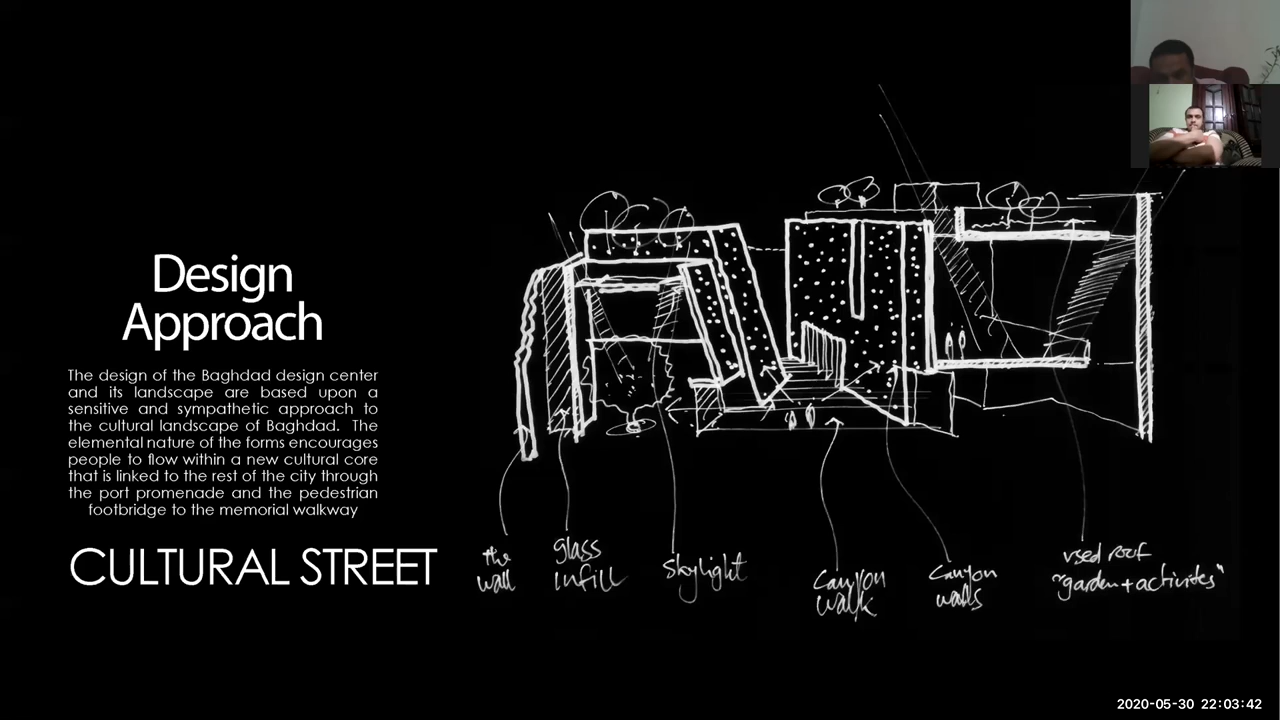 Design
Approach
The design of the Baghdad design center
and its landscape are based upon a
sensitive and sympathetic approach to
the cultural landscape of Baghdad. The
elemental nature of the forms encourages
people to flow within a new cultural core
that is linked to the rest of the city through
the port promenade and the pedestrian
footbridge to the memorial walkway
CULTURAL STREET
the
wall
glass
infill
skylight
canyon
walk
canyon
walls
used roof
"garden + activites"
2020-05-30 22:03:42